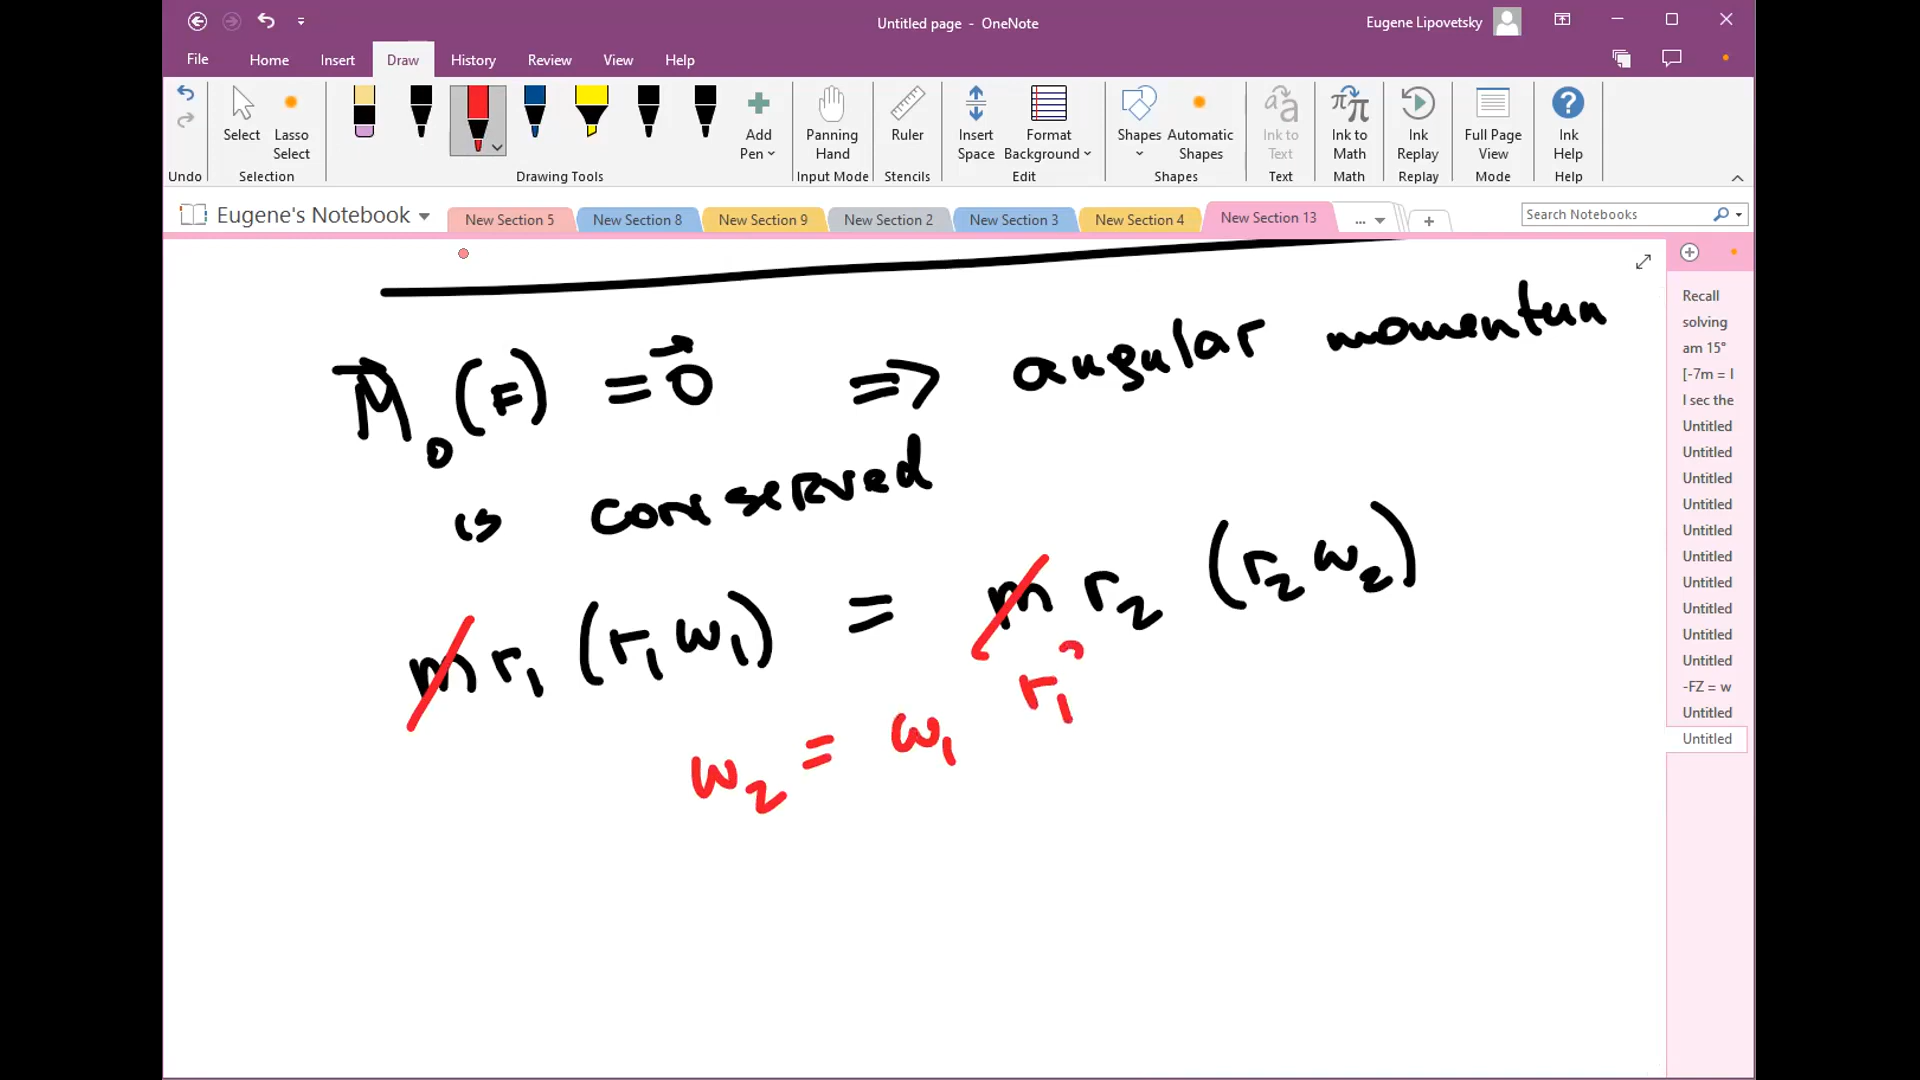 Untitled page - OneNote
Eugene Lipovetsky
File Home Insert Draw History Review View Help
Select
Lasso Select
Add Pen
Panning Hand
Ruler
Insert Space
Format Background
Shapes
Automatic Shapes
Ink to Text
Ink to Math
Ink Replay
Full Page View
Ink Help
Undo Selection Drawing Tools Input Mode Stencils Edit Shapes Text Math Replay Mode Help
Eugene's Notebook
New Section 5 New Section 8 New Section 9 New Section 2 New Section 3 New Section 4 New Section 13 ...
Search Notebooks
M⃗₀(F) = 0⃗ => angular momentum
is conserved
m r₁ (r₁ ω₁) = m r₂ (r₂ ω₂)
ω₂ = ω₁ r₁²
Recall
solving
am 15°
[-7m = I
I sec the
Untitled
Untitled
Untitled
Untitled
Untitled
Untitled
Untitled
Untitled
Untitled
Untitled
-FZ = w
Untitled
Untitled